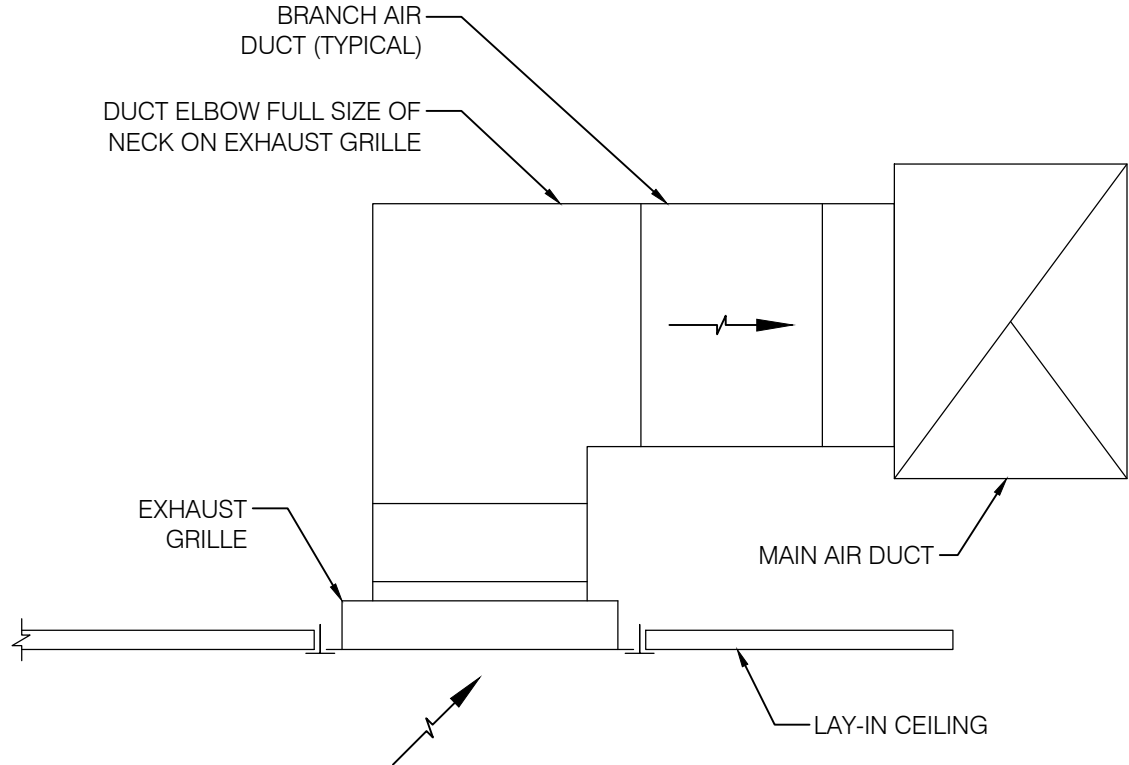 BRANCH AIR
DUCT (TYPICAL)
DUCT ELBOW FULL SIZE OF
NECK ON EXHAUST GRILLE
EXHAUST
GRILLE
MAIN AIR DUCT
LAY-IN CEILING